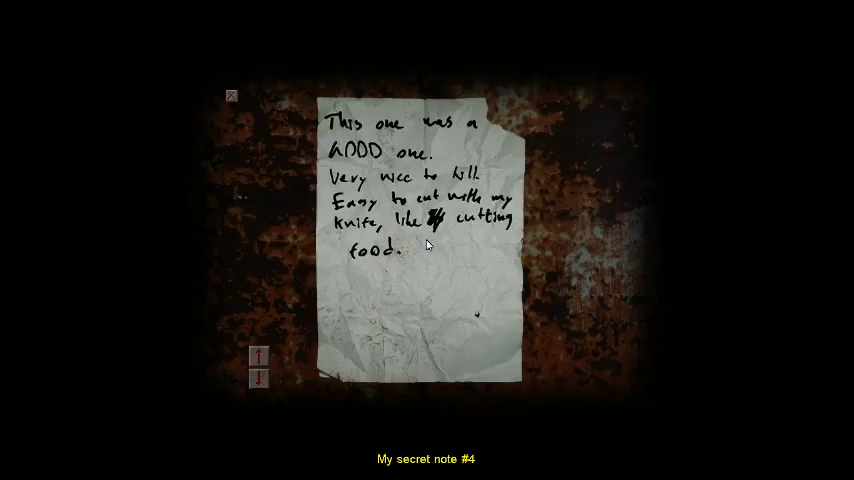 This one was a
GOOD one.
Very nice to kill.
Easy to cut with my
knife, like cutting
food.
My secret note #4